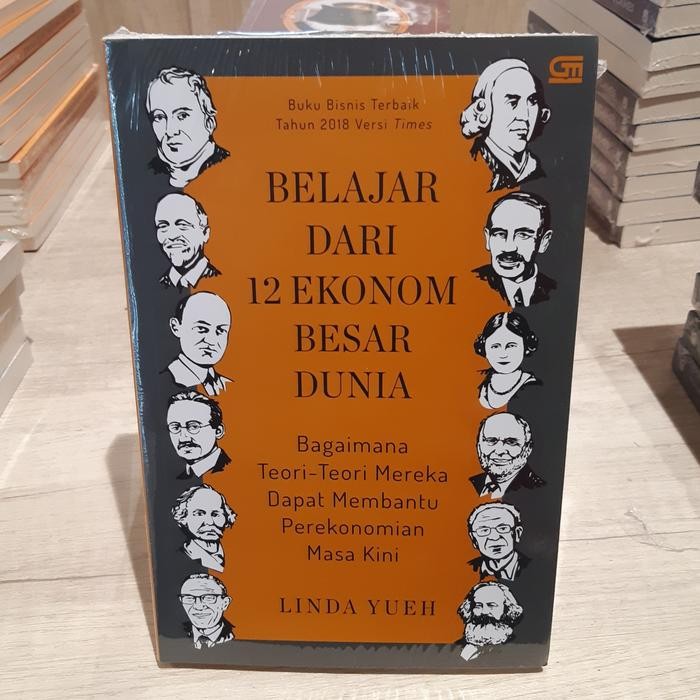 Buku Bisnis Terbaik
Tahun 2018 Versi Times
BELAJAR
DARI
12 EKONOM
BESAR
DUNIA
Bagaimana
Teori-Teori Mereka
Dapat Membantu
Perekonomian
Masa Kini
LINDA YUEH